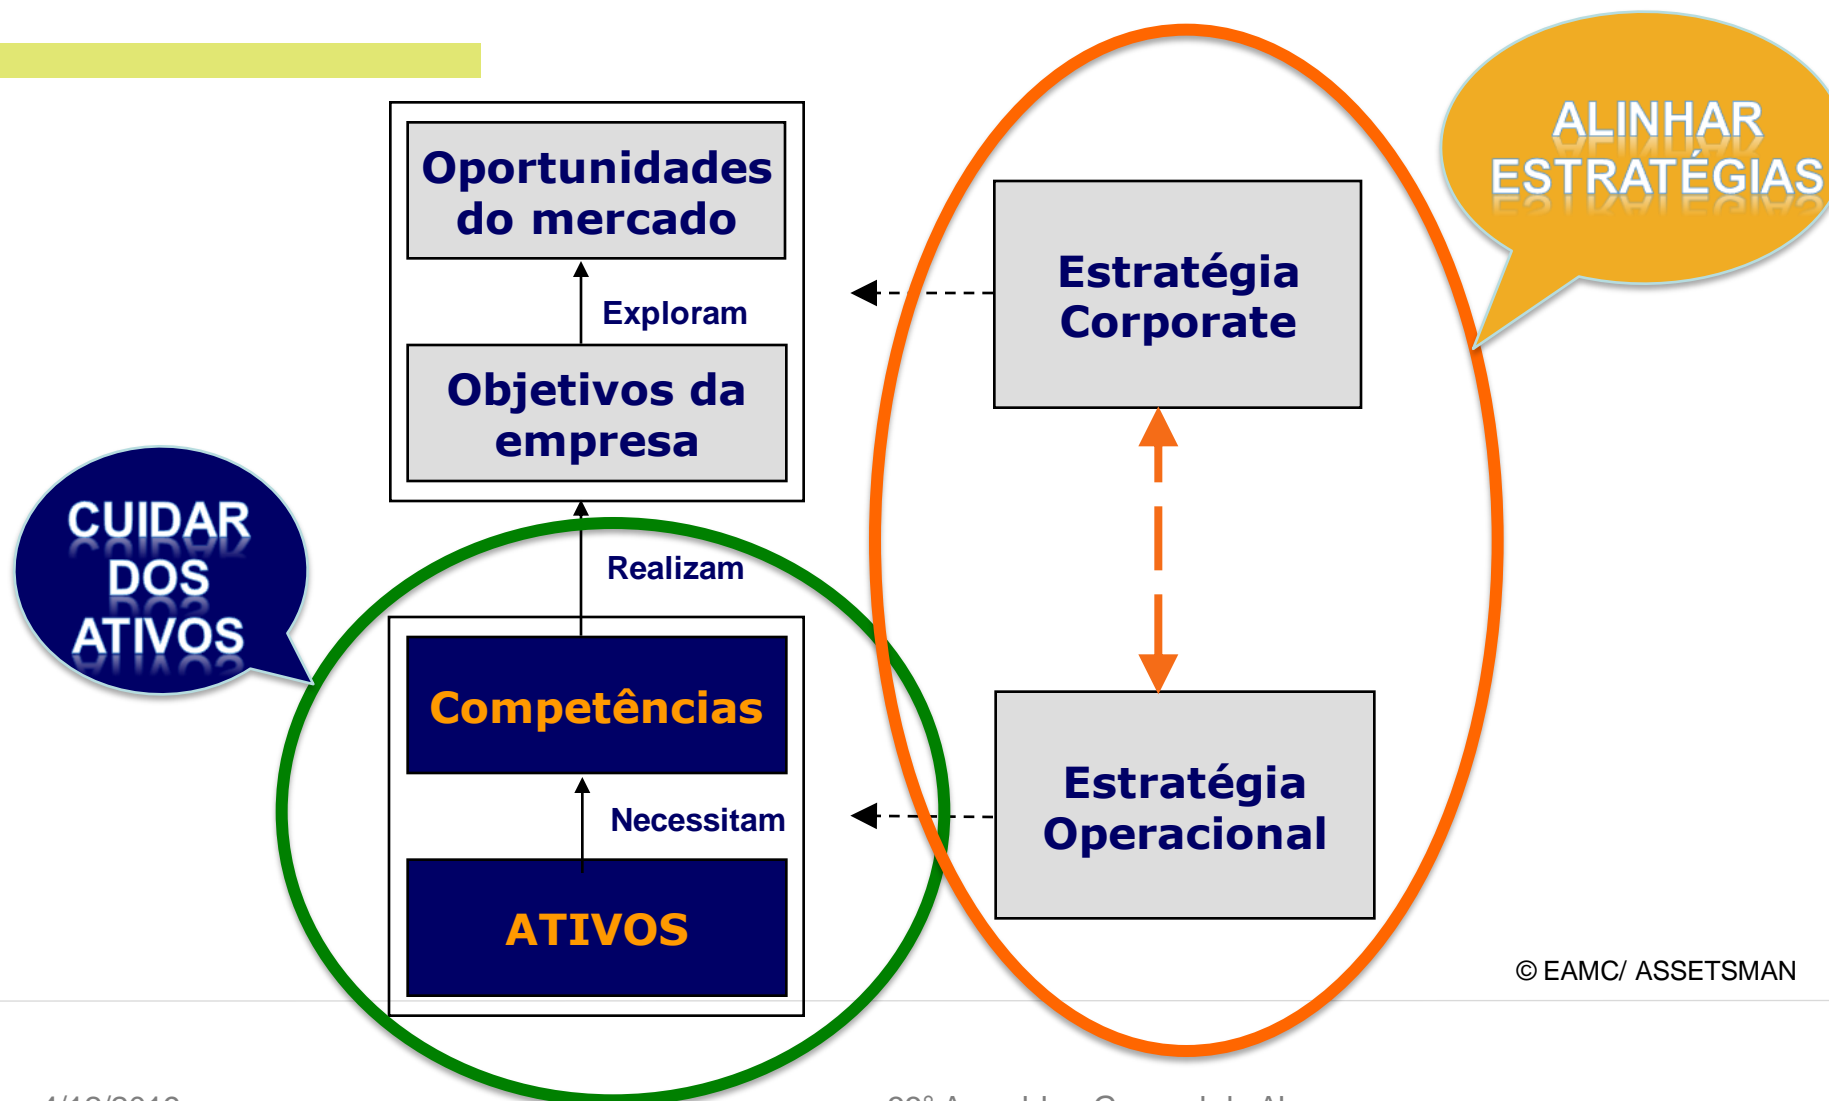 ALINHAR
ESTRATÉGIAS
Oportunidades
do mercado
Exploram
Objetivos da
empresa
Estratégia
Corporate
CUIDAR
DOS
ATIVOS
Realizam
Competências
Necessitam
ATIVOS
Estratégia
Operacional
© EAMC/ ASSETSMAN